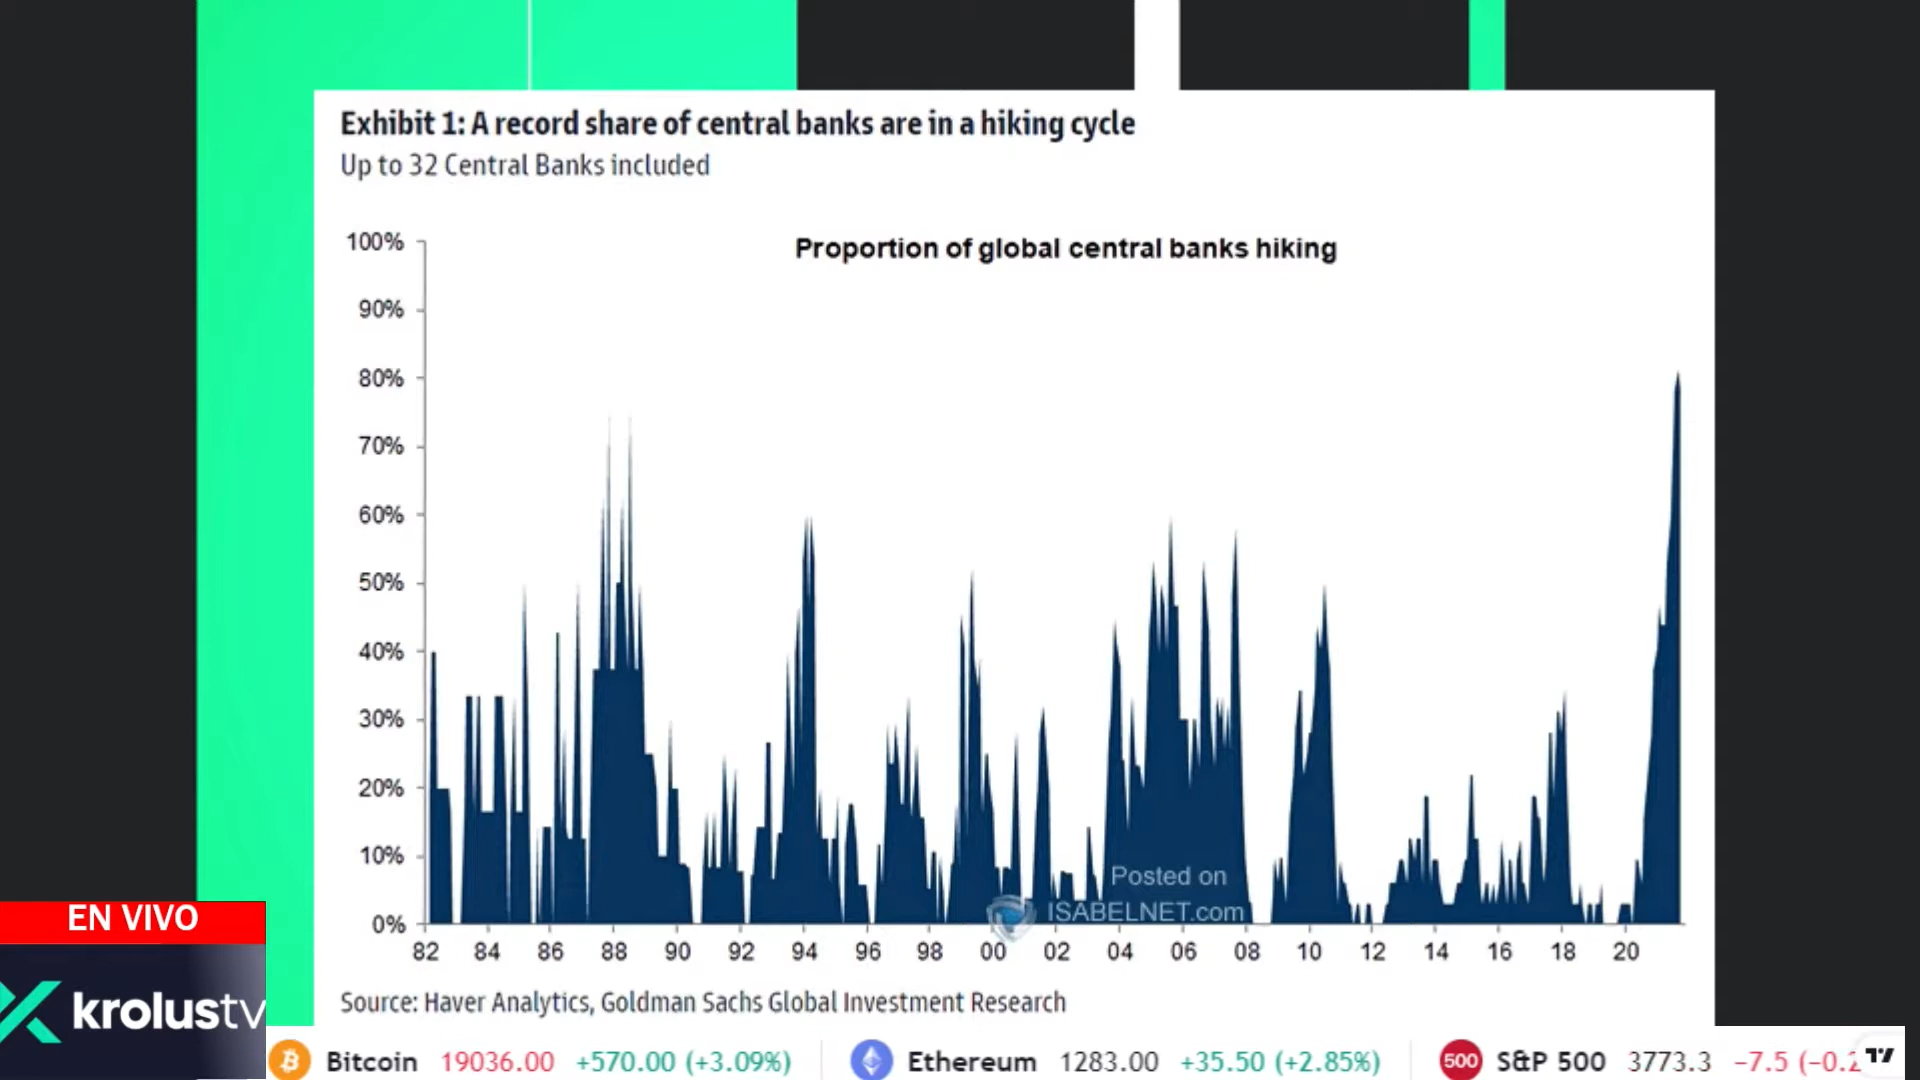 Exhibit 1: A record share of central banks are in a hiking cycle
Up to 32 Central Banks included
Proportion of global central banks hiking
100%
90%
80%
70%
60%
50%
40%
30%
20%
10%
0%
82 84 86 88 90 92 94 96 98 00 02 04 06 08 10 12 14 16 18 20
Posted on
ISABELNET.com
Source: Haver Analytics, Goldman Sachs Global Investment Research
EN VIVO
krolustv
Bitcoin 19036.00 +570.00 (+3.09%) Ethereum 1283.00 +35.50 (+2.85%) 500 S&P 500 3773.3 −7.5 (−0.2